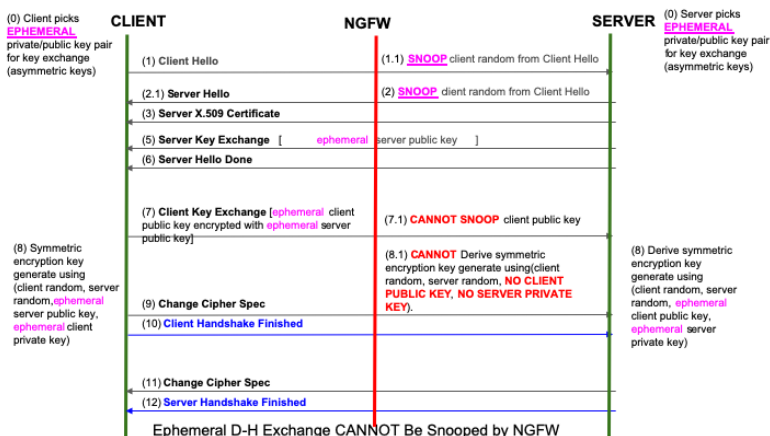 (0) Client picks
EPHEMERAL
private/public key pair
for key exchange
(asymmetric keys)
CLIENT
NGFW
SERVER
(0) Server picks
EPHEMERAL
private/public key pair
for key exchange
(asymmetric keys)
(1) Client Hello
(1.1) SNOOP client random from Client Hello
(2.1) Server Hello
(2) SNOOP client random from Client Hello
(3) Server X.509 Certificate
(5) Server Key Exchange [ ephemeral server public key ]
(6) Server Hello Done
(7) Client Key Exchange [ephemeral client
public key encrypted with ephemeral server
public key]
(7.1) CANNOT SNOOP client public key
(8) Symmetric
encryption key
generate using
(client random, server
random,ephemeral
server public key,
ephemeral client
private key)
(8.1) CANNOT Derive symmetric
encryption key generate using(client
random, server random, NO CLIENT
PUBLIC KEY, NO SERVER PRIVATE
KEY).
(8) Derive symmetric
encryption key
generate using
(client random, server
random, ephemeral
client public key,
ephemeral server
private key)
(9) Change Cipher Spec
(10) Client Handshake Finished
(11) Change Cipher Spec
(12) Server Handshake Finished
Ephemeral D-H Exchange CANNOT Be Snooped by NGFW